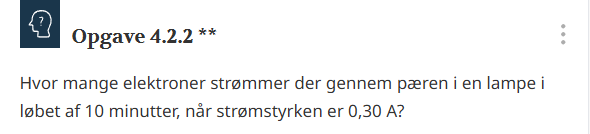 ?
Opgave 4.2.2 **
Hvor mange elektroner strømmer der gennem pæren i en lampe i
løbet af 10 minutter, når strømstyrken er 0,30 A?